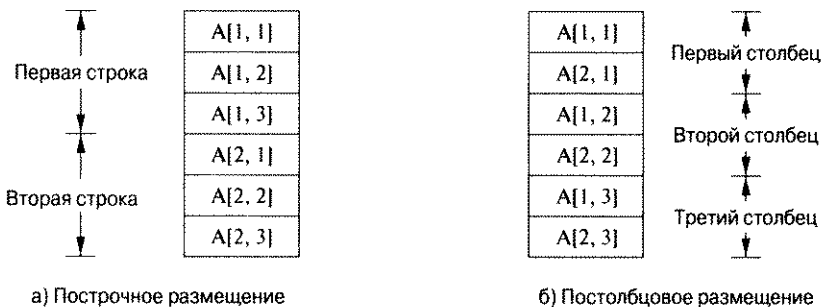 Первая строка
Вторая строка
A[1, 1]
A[1, 2]
A[1, 3]
A[2, 1]
A[2, 2]
A[2, 3]
а) Построчное размещение
A[1, 1]
A[2, 1]
A[1, 2]
A[2, 2]
A[1, 3]
A[2, 3]
Первый столбец
Второй столбец
Третий столбец
б) Постолбцовое размещение